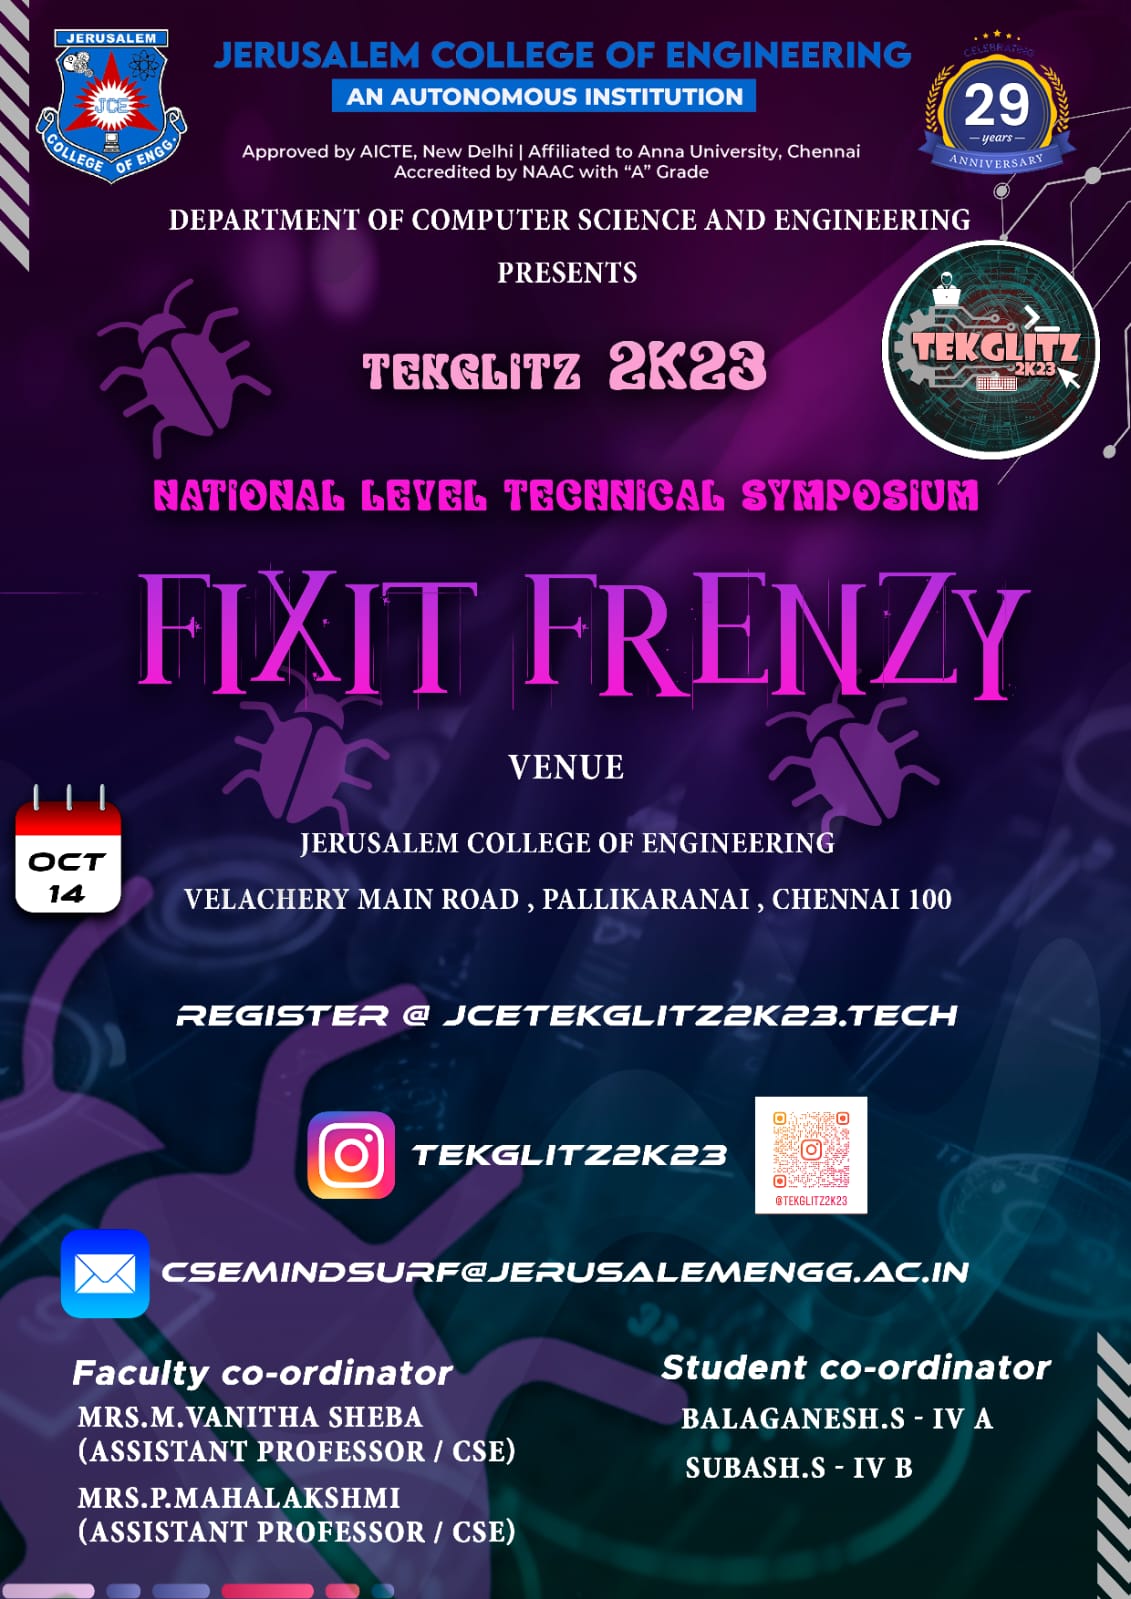 JERUSALEM
JCE
COLLEGE OF ENGG.
JERUSALEM COLLEGE OF ENGINEERING
AN AUTONOMOUS INSTITUTION
CELEBRATING
29
years
ANNIVERSARY
Approved by AICTE, New Delhi | Affiliated to Anna University, Chennai
Accredited by NAAC with “A” Grade
DEPARTMENT OF COMPUTER SCIENCE AND ENGINEERING
PRESENTS
TEKGLITZ 2K23
TEKGLITZ
2K23
NATIONAL LEVEL TECHNICAL SYMPOSIUM
FIXIT FRENZY
VENUE
JERUSALEM COLLEGE OF ENGINEERING
OCT
14
VELACHERY MAIN ROAD , PALLIKARANAI , CHENNAI 100
REGISTER @ JCETEKGLITZ2K23.TECH
TEKGLITZ2K23
@TEKGLITZ2K23
CSEMINDSURF@JERUSALEMENGG.AC.IN
Faculty co-ordinator
MRS.M.VANITHA SHEBA
(ASSISTANT PROFESSOR / CSE)
MRS.P.MAHALAKSHMI
(ASSISTANT PROFESSOR / CSE)
Student co-ordinator
BALAGANESH.S - IV A
SUBASH.S - IV B